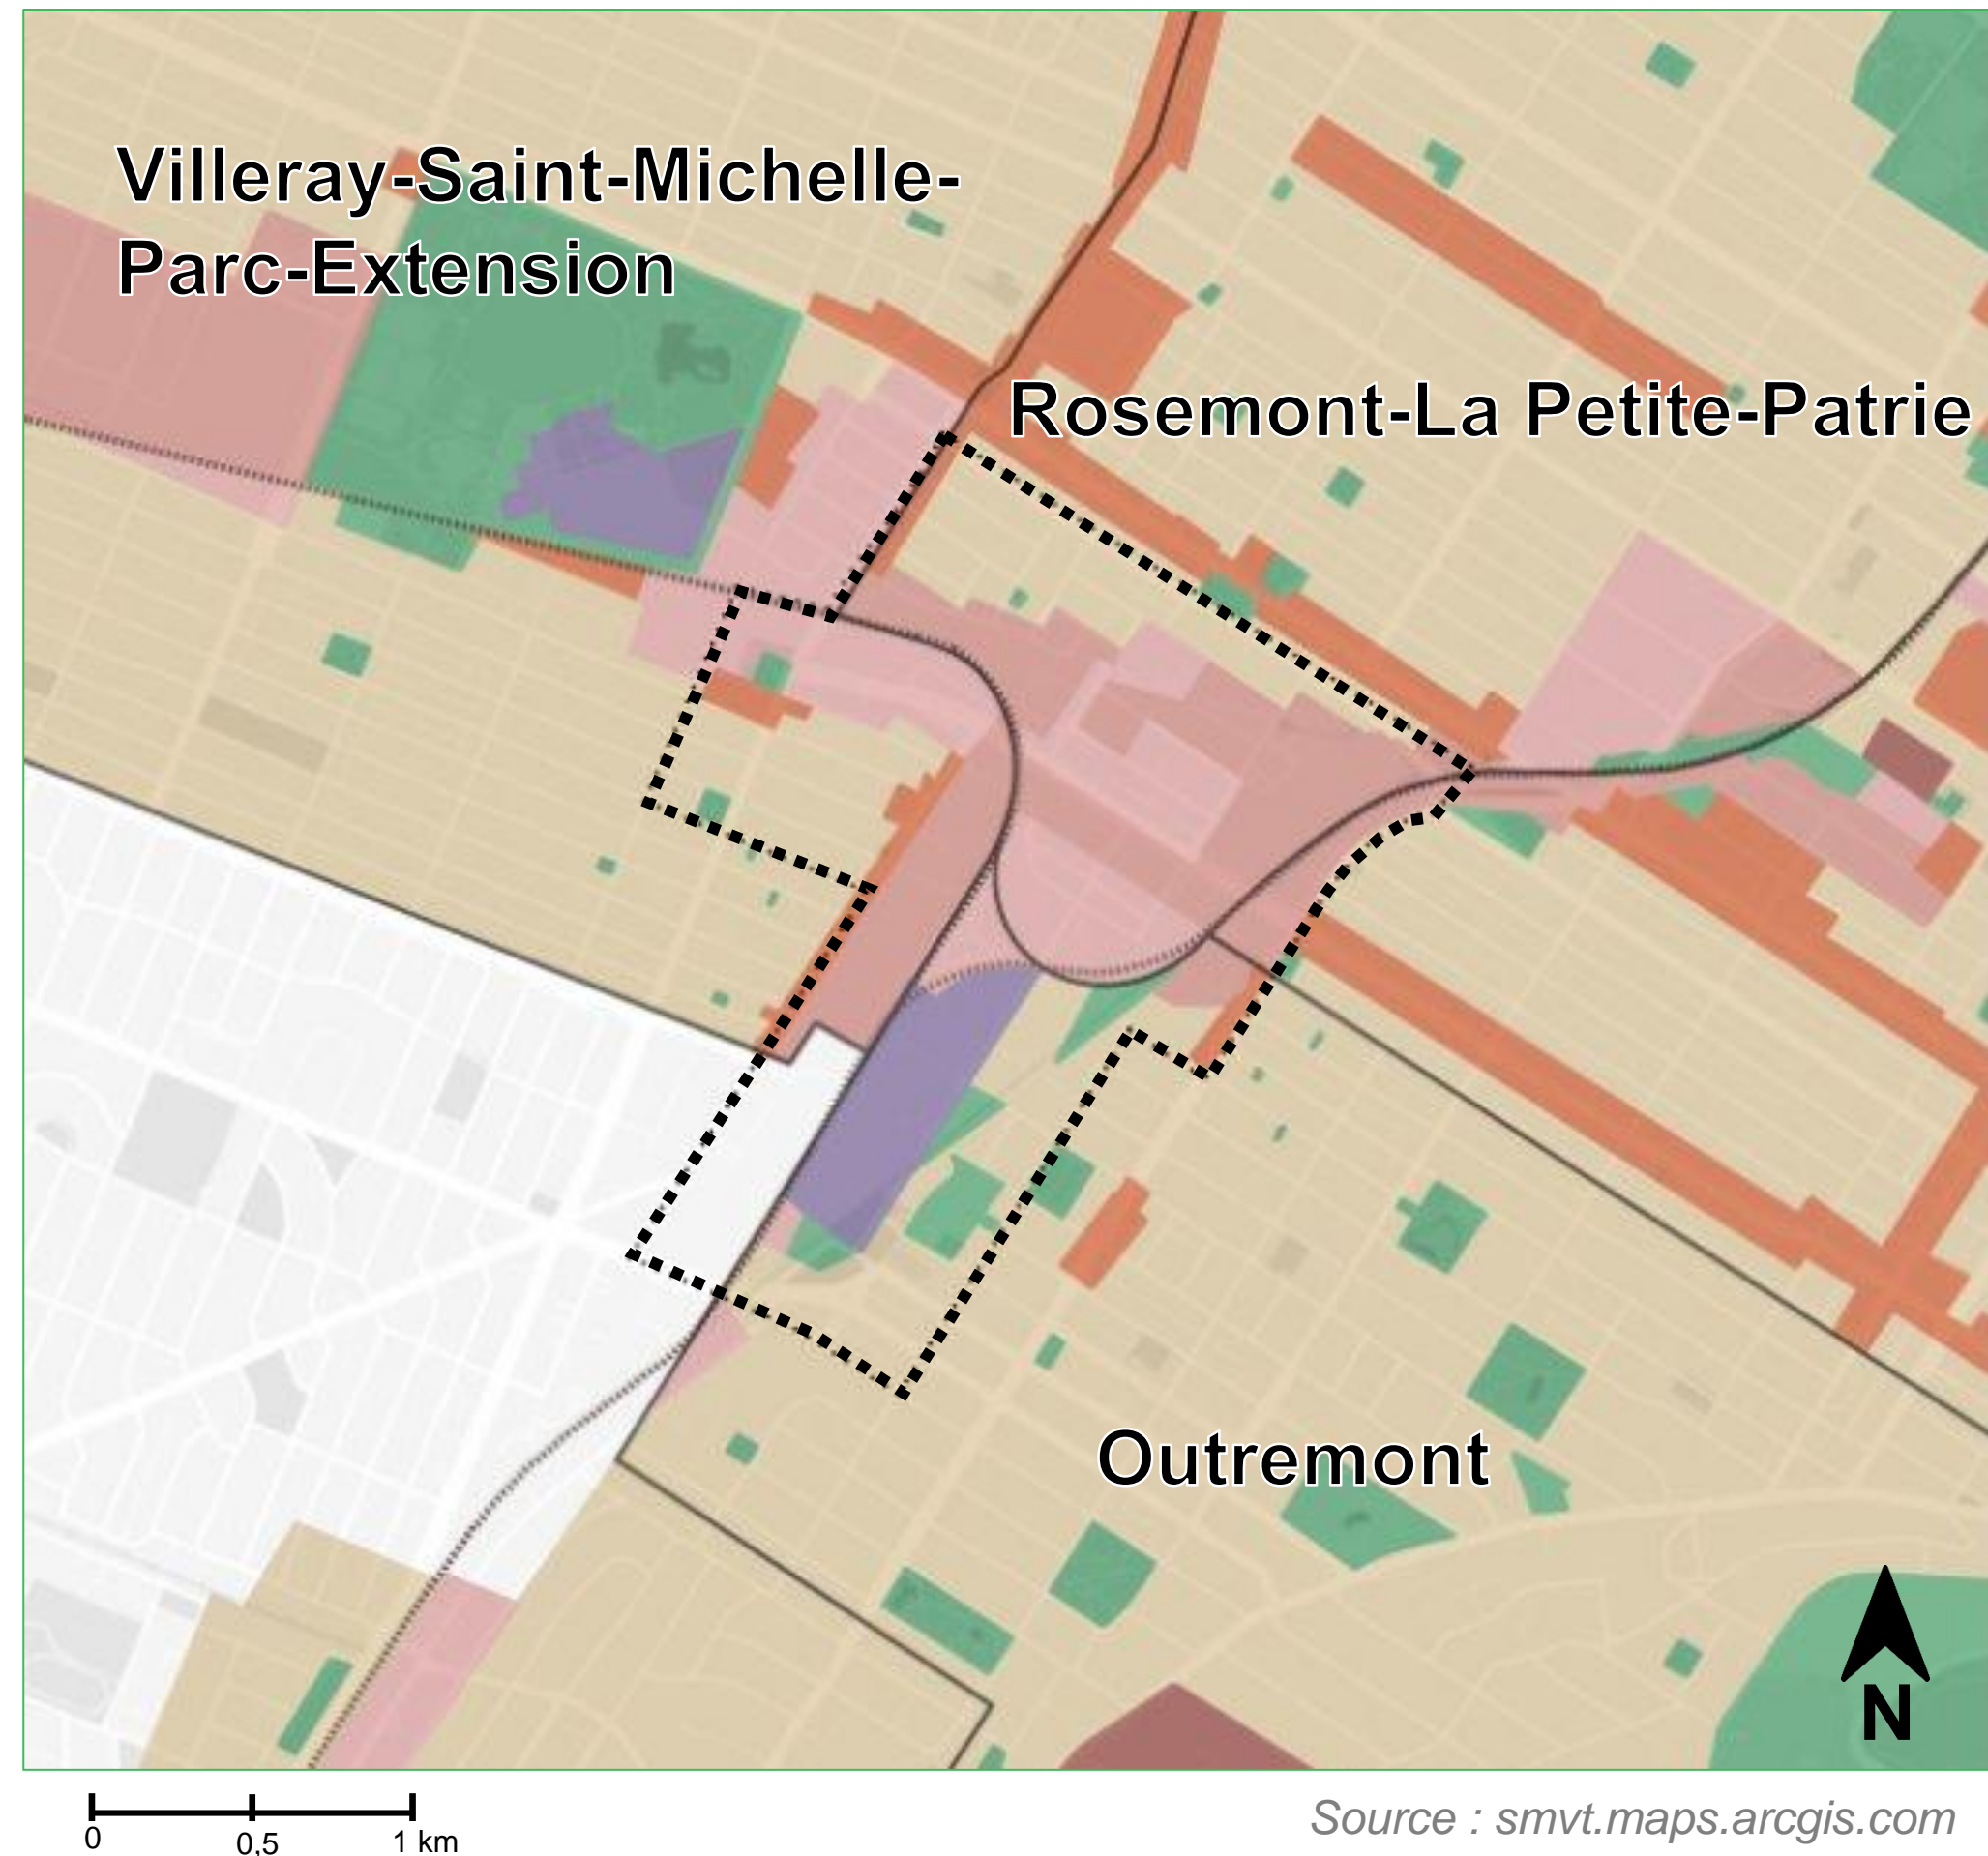 Villeray-Saint-Michelle-
Parc-Extension
Rosemont-La Petite-Patrie
Outremont
N
0
0,5
1 km
Source : smvt.maps.arcgis.com